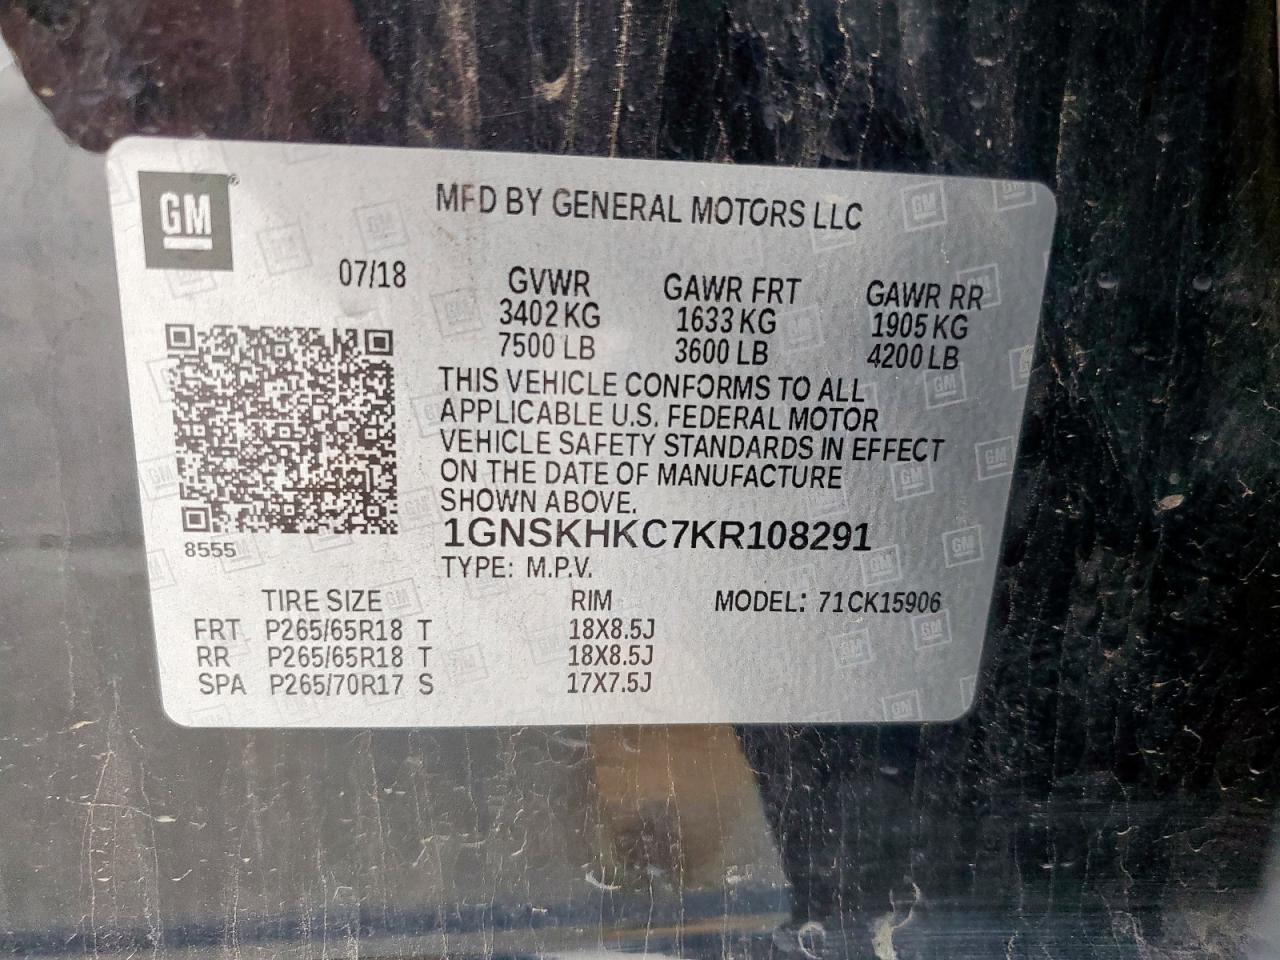 GM
MFD BY GENERAL MOTORS LLC
07/18
GVWR GAWR FRT GAWR RR
3402 KG 1633 KG 1905 KG
7500 LB 3600 LB 4200 LB
THIS VEHICLE CONFORMS TO ALL
APPLICABLE U.S. FEDERAL MOTOR
VEHICLE SAFETY STANDARDS IN EFFECT
ON THE DATE OF MANUFACTURE
SHOWN ABOVE.
1GNSKHKC7KR108291
8555
TYPE: M.P.V.
TIRE SIZE RIM MODEL: 71CK15906
FRT P265/65R18 T 18X8.5J
RR P265/65R18 T 18X8.5J
SPA P265/70R17 S 17X7.5J